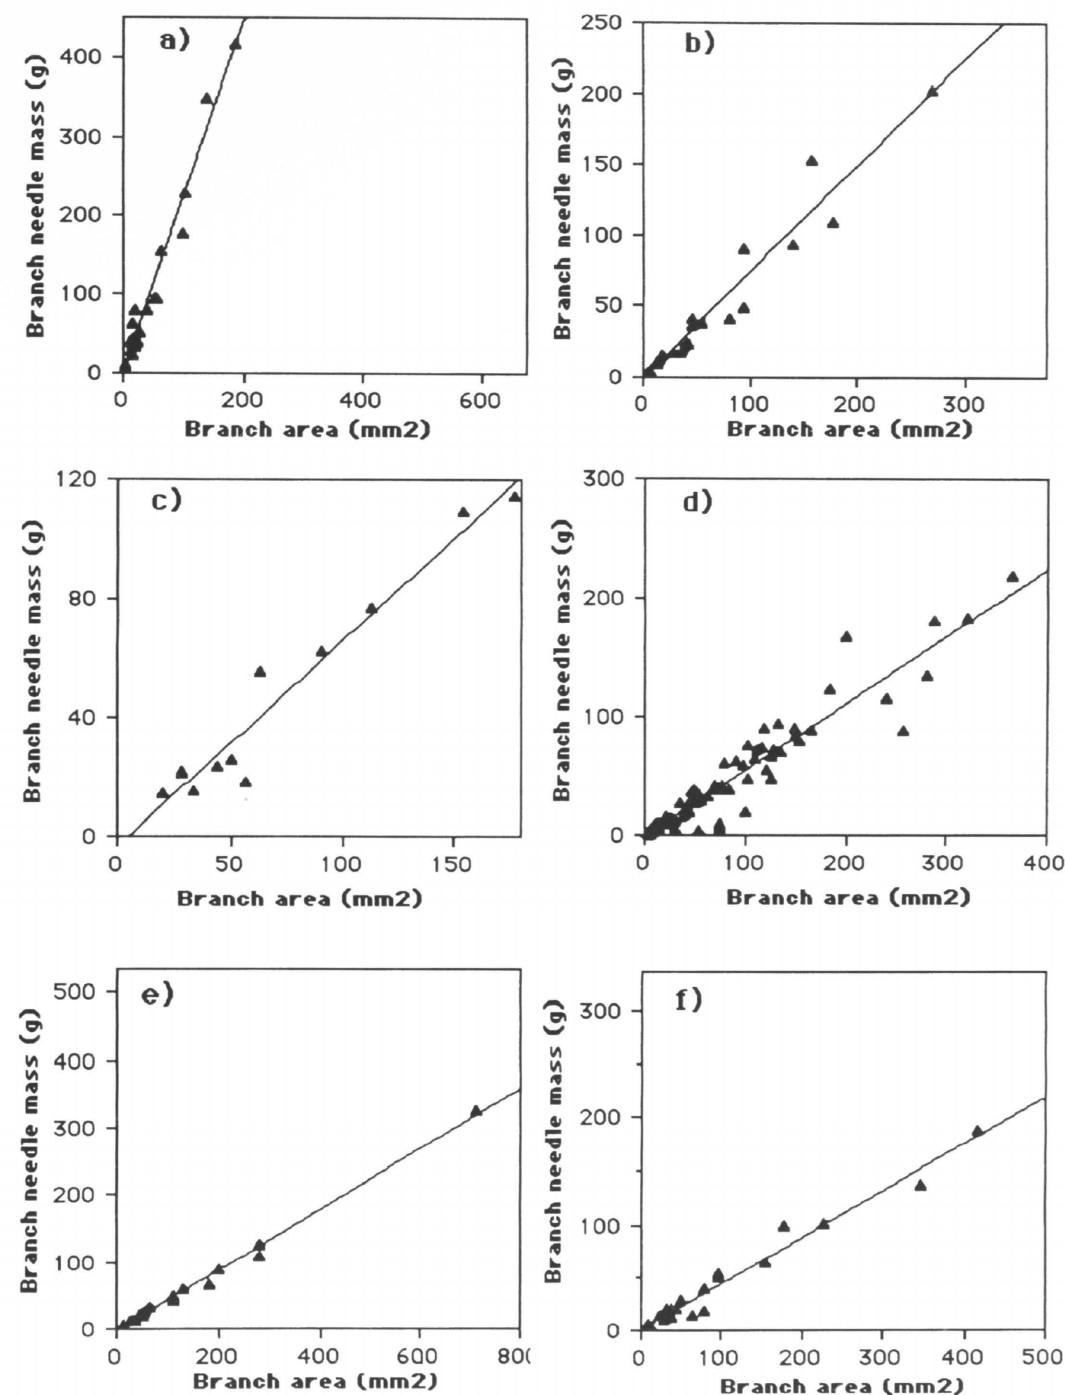 a)
Branch needle mass (g)
400
300
200
100
0
0 200 400 600
Branch area (mm2)
b)
Branch needle mass (g)
250
200
150
100
50
0
0 100 200 300
Branch area (mm2)
c)
Branch needle mass (g)
120
80
40
0
0 50 100 150
Branch area (mm2)
d)
Branch needle mass (g)
300
200
100
0
0 100 200 300 400
Branch area (mm2)
e)
Branch needle mass (g)
500
400
300
200
100
0
0 200 400 600 80(
Branch area (mm2)
f)
Branch needle mass (g)
300
200
100
0
0 100 200 300 400 500
Branch area (mm2)